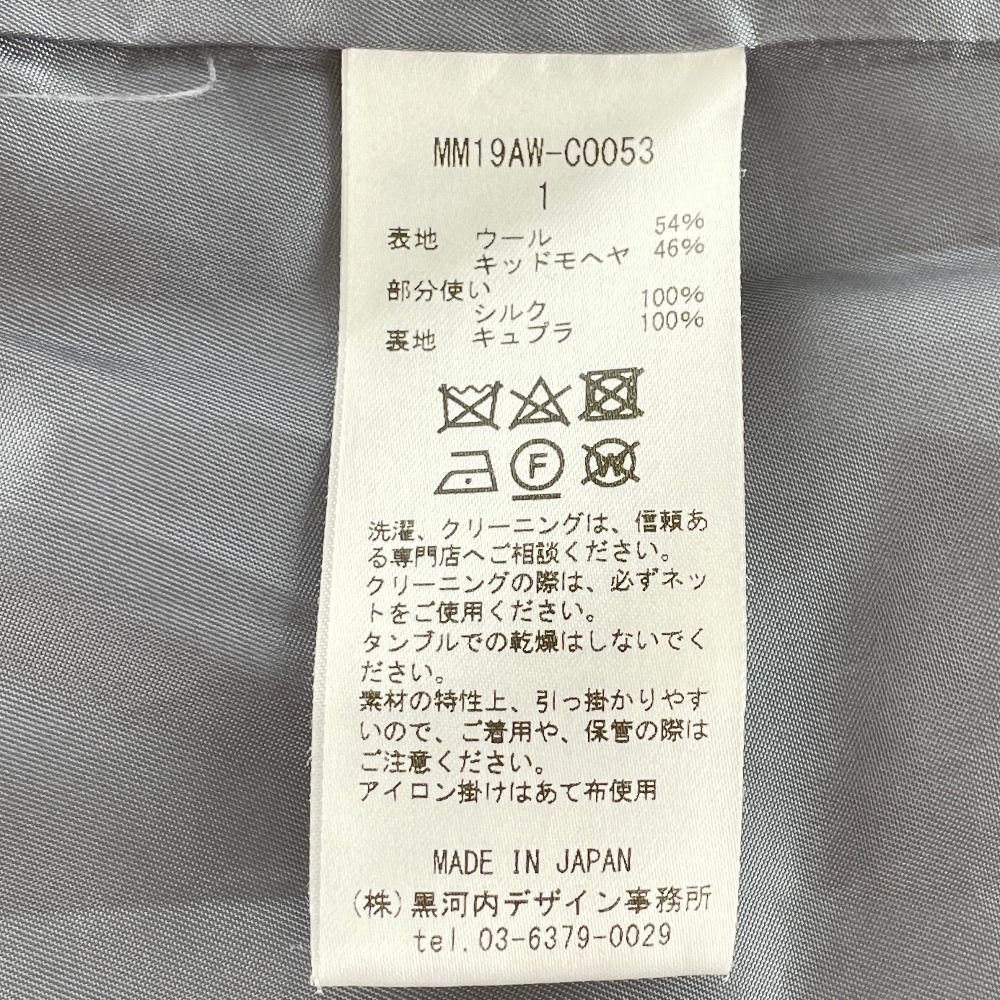 MM19AW-C0053
1
表地 ウール 54%
キッドモヘヤ 46%
部分使い
シルク 100%
裏地 キュプラ 100%
F
W
洗濯、クリーニングは、信頼あ
る専門店へご相談ください。
クリーニングの際は、必ずネッ
トをご使用ください。
タンブルでの乾燥はしないでく
ださい。
素材の特性上、引っ掛かりやす
いので、ご着用や、保管の際は
ご注意ください。
アイロン掛けはあて布使用
MADE IN JAPAN
(株)黒河内デザイン事務所
tel.03-6379-0029